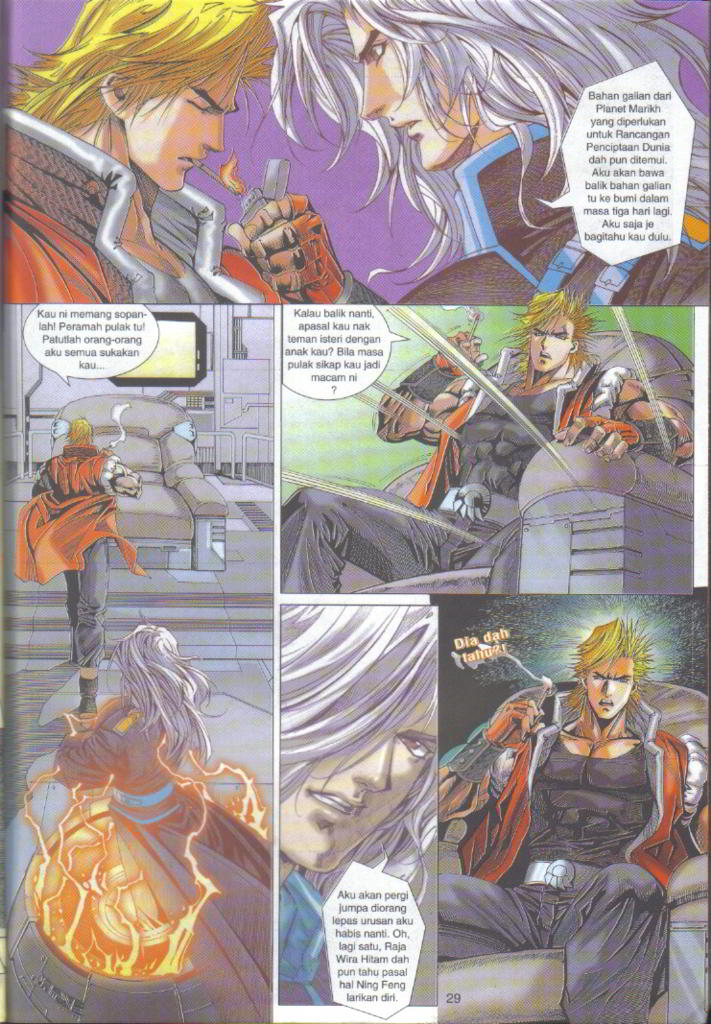 Bahan galian dari
Planet Marikh
yang diperlukan
untuk Rancangan
Penciptaan Dunia
dah pun ditemui.
Aku akan bawa
balik bahan galian
tu ke bumi dalam
masa tiga hari lagi.
Aku saja je
bagitahu kau dulu.
Kau ni memang sopan-
lah! Peramah pulak tu!
Patutlah orang-orang
aku semua sukakan
kau...
Kalau balik nanti,
apasal kau nak
teman isteri dengan
anak kau? Bila masa
pulak sikap kau jadi
macam ni
?
Dia dah
tahu?!
Aku akan pergi
jumpa diorang
lepas urusan aku
habis nanti. Oh,
lagi satu, Raja
Wira Hitam dah
pun tahu pasal
hal Ning Feng
larikan diri.
29